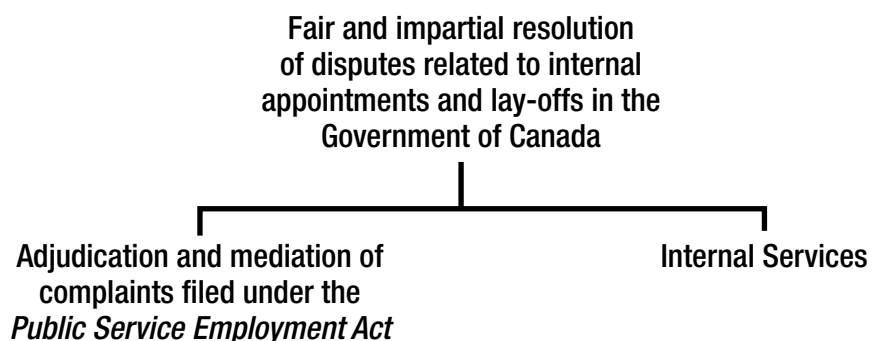 Fair and impartial resolution
of disputes related to internal
appointments and lay-offs in the
Government of Canada
Adjudication and mediation of
complaints filed under the
Public Service Employment Act
Internal Services